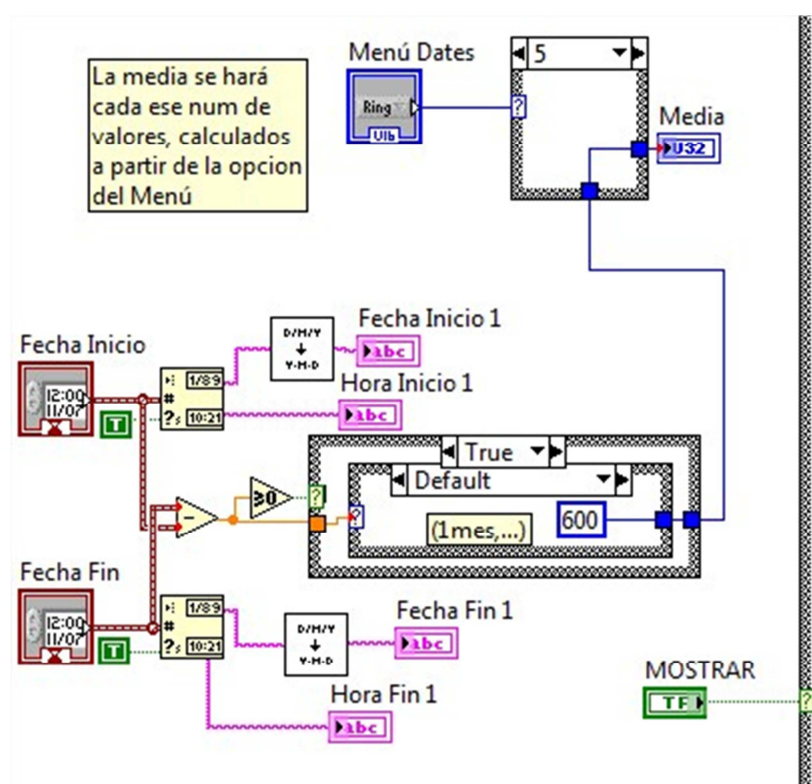 La media se hará
cada ese num de
valores, calculados
a partir de la opcion
del Menú
Menú Dates
Ring
U16
5
?
Media
U32
Fecha Inicio
12:00
11/07
T
1/89
#
?s 10:21
D/M/Y
Y-M-D
Fecha Inicio 1
abc
Hora Inicio 1
abc
≥0
-
True
?
Default
?
(1mes,...)
600
Fecha Fin
12:00
11/07
T
1/89
#
?s 10:21
D/M/Y
Y-M-D
Fecha Fin 1
abc
Hora Fin 1
abc
MOSTRAR
TF
?